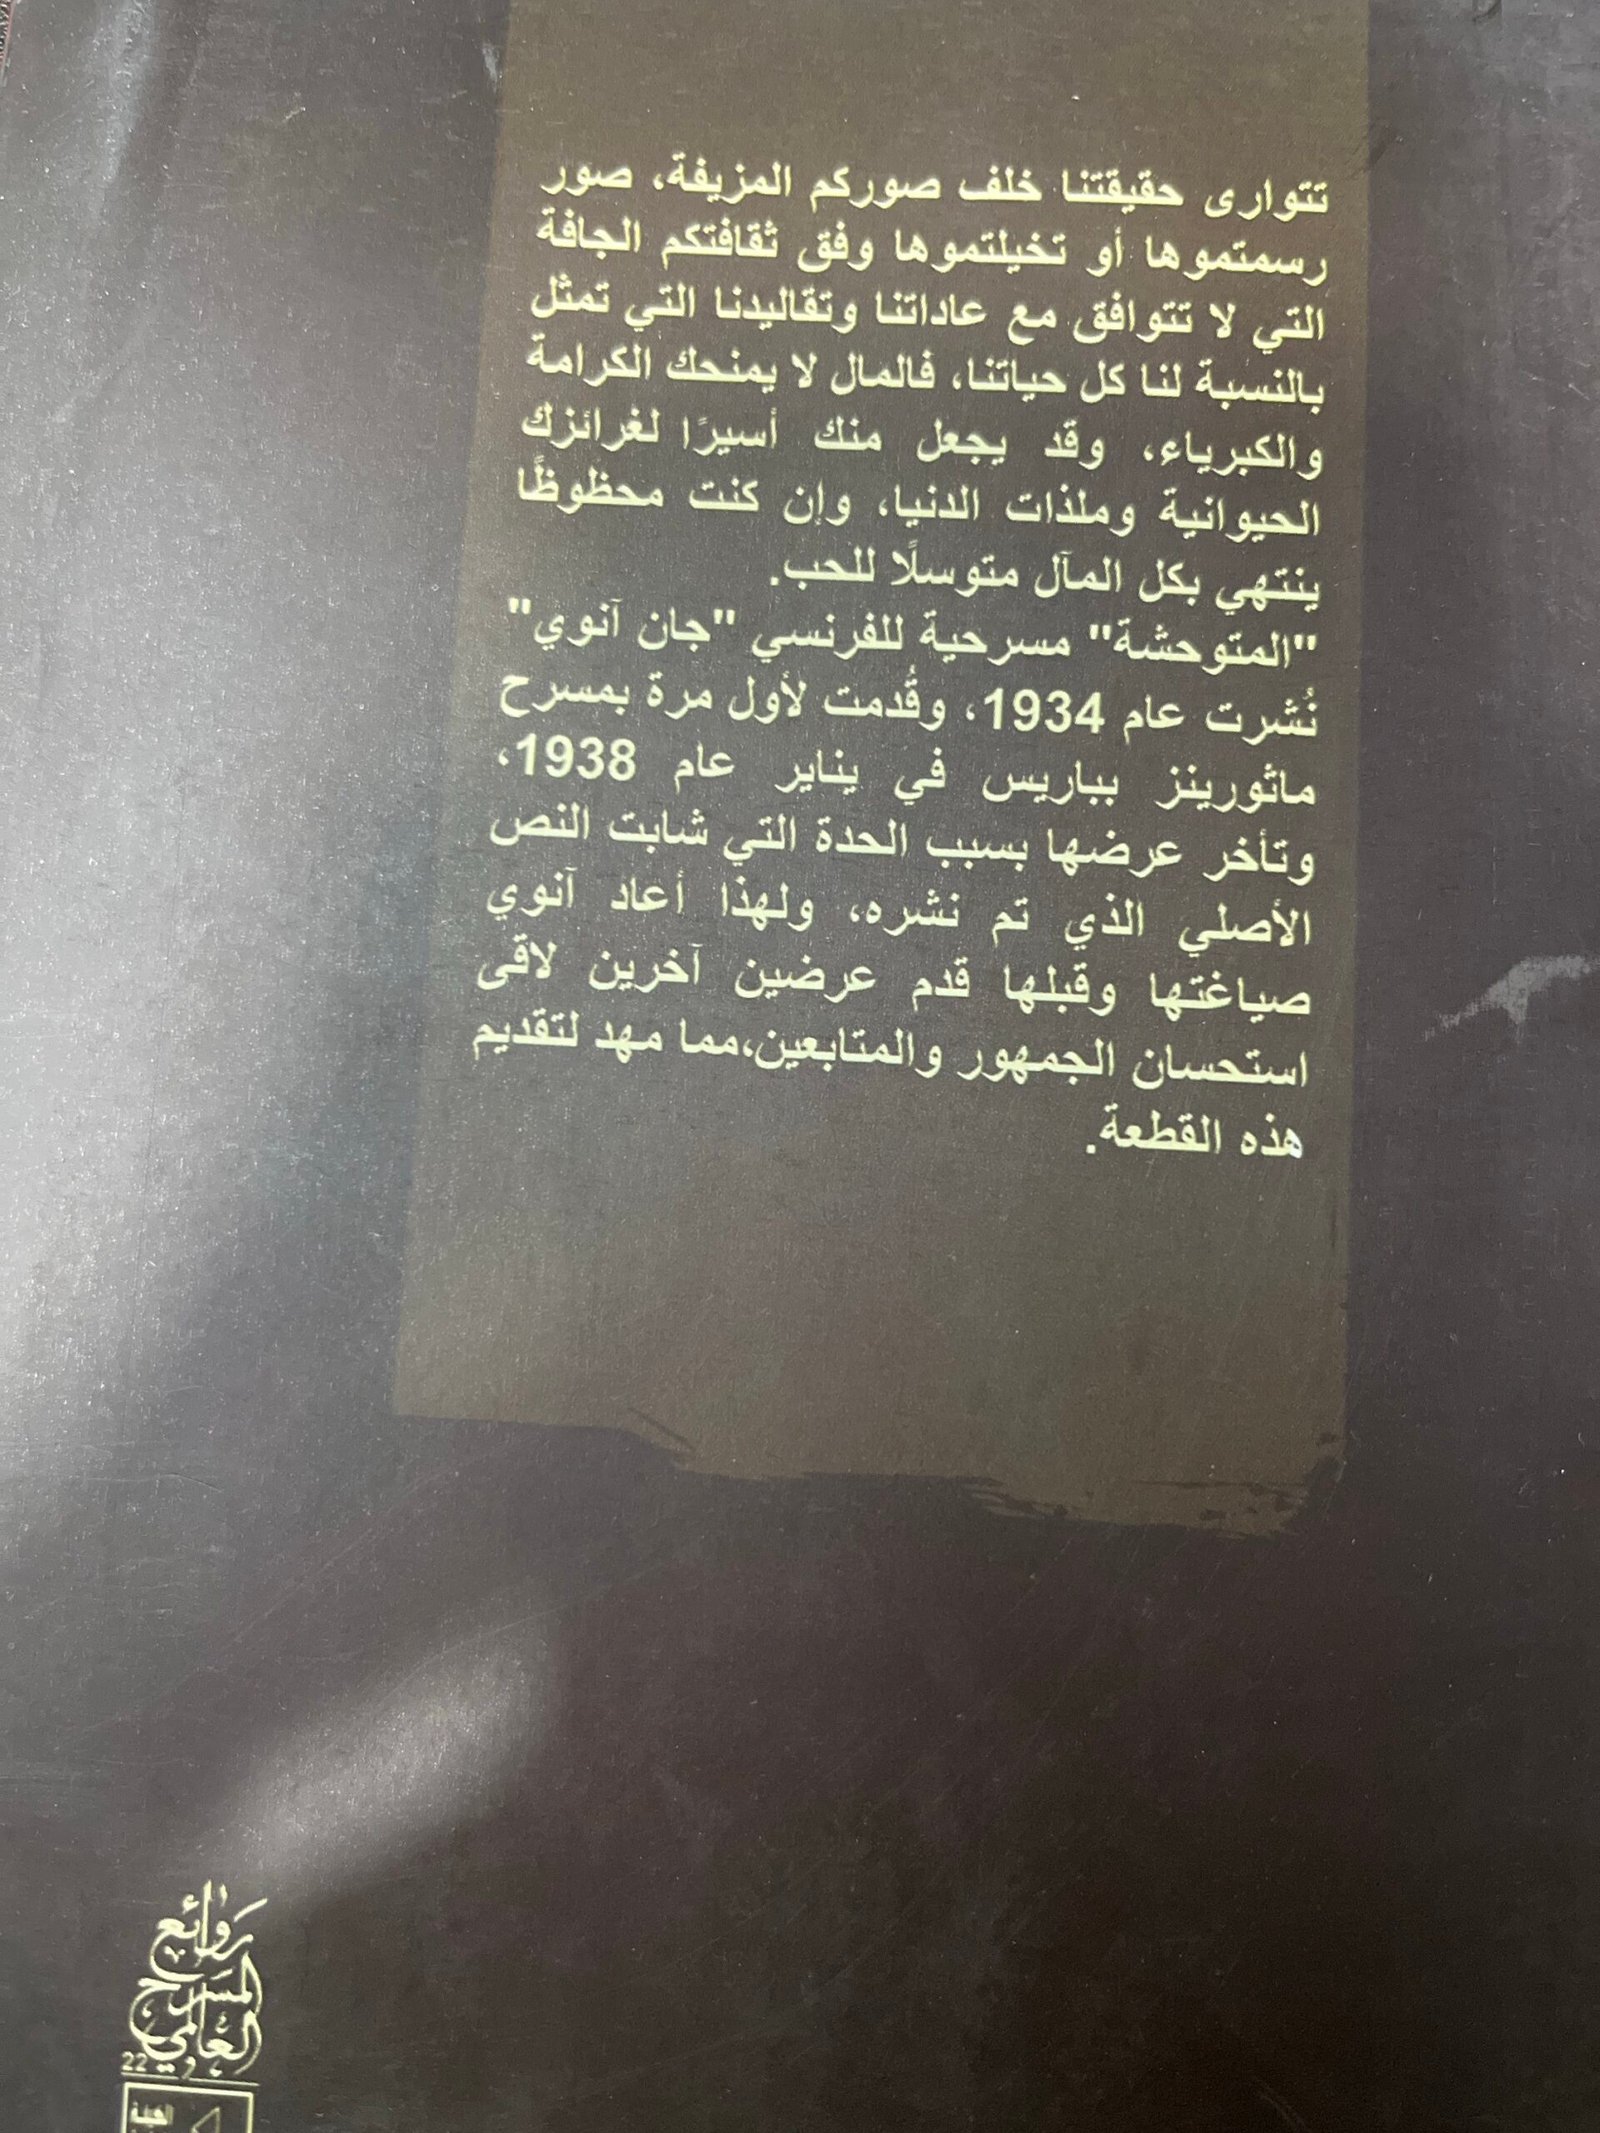 تتوارى حقيقتنا خلف صوركم المزيفة، صور
رسمتموها أو تخيلتموها وفق ثقافتكم الجافة
التي لا تتوافق مع عاداتنا وتقاليدنا التي تمثل
بالنسبة لنا كل حياتنا، فالمال لا يمنحك الكرامة
والكبرياء، وقد يجعل منك أسيرًا لغرائزك
الحيوانية وملذات الدنيا، وإن كنت محظوظًا
ينتهي بكل المآل متوسلًا للحب.
"المتوحشة" مسرحية للفرنسي "جان آنوي"
نُشرت عام 1934، وقُدمت لأول مرة بمسرح
ماثورينز بباريس في يناير عام 1938،
وتأخر عرضها بسبب الحدة التي شابت النص
الأصلي الذي تم نشره، ولهذا أعاد آنوي
صياغتها وقبلها قدم عرضين آخرين لاقى
استحسان الجمهور والمتابعين،مما مهد لتقديم
هذه القطعة.
روائع
المسرح
العالمي
22
الهيئة